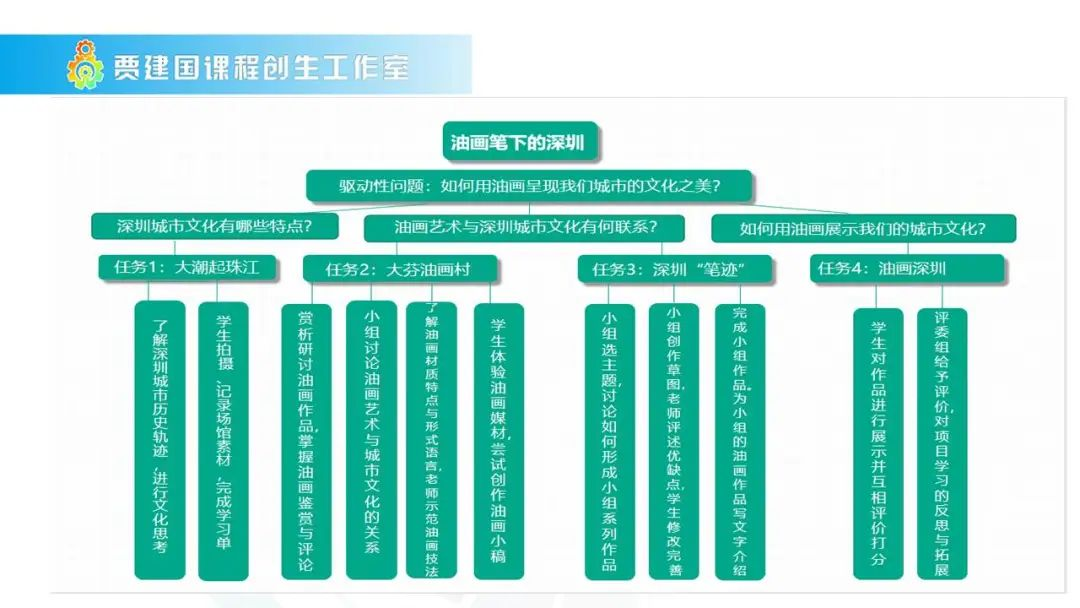 贾建国课程创生工作室
油画笔下的深圳
驱动性问题：如何用油画呈现我们城市的文化之美？
深圳城市文化有哪些特点？
油画艺术与深圳城市文化有何联系？
如何用油画展示我们的城市文化？
任务1：大潮起珠江
任务2：大芬油画村
任务3：深圳“笔迹”
任务4：油画深圳
了解深圳城市历史轨迹,进行文化思考
学生拍摄,记录场馆素材,完成学习单
赏析研讨油画作品,掌握油画鉴赏与评论
小组讨论油画艺术与城市文化的关系
了解油画材质特点与形式语言,老师示范油画技法
学生体验油画媒材,尝试创作油画小稿
小组选主题,讨论如何形成小组系列作品
小组创作草图,老师评述优缺点,学生修改完善
完成小组作品。为小组的油画作品写文字介绍
学生对作品进行展示并互相评价打分
评委组给予评价,对项目学习的反思与拓展